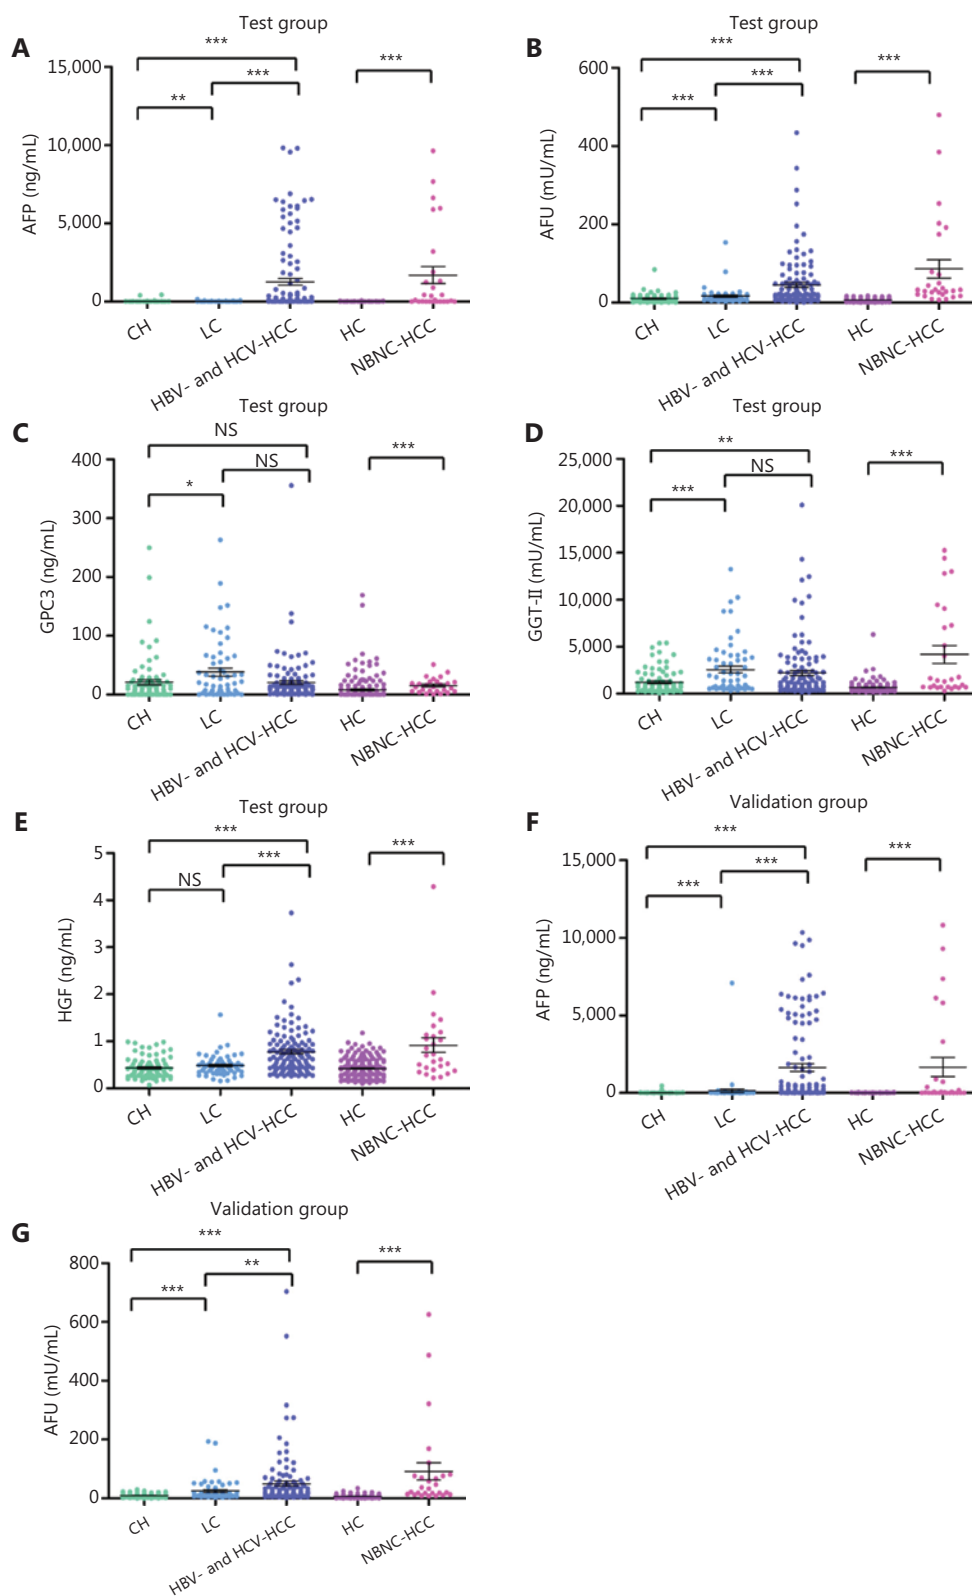 A
Test group
***
***
***
**
15,000
10,000
5,000
0
AFP (ng/mL)
CH
LC
HBV- and HCV-HCC
HC
NBNC-HCC
B
Test group
***
***
***
***
600
400
200
0
AFU (mU/mL)
CH
LC
HBV- and HCV-HCC
HC
NBNC-HCC
C
Test group
NS
***
NS
*
400
300
200
100
0
GPC3 (ng/mL)
CH
LC
HBV- and HCV-HCC
HC
NBNC-HCC
D
Test group
**
***
NS
***
25,000
20,000
15,000
10,000
5,000
0
GGT-II (mU/mL)
CH
LC
HBV- and HCV-HCC
HC
NBNC-HCC
E
Test group
***
***
***
NS
5
4
3
2
1
0
HGF (ng/mL)
CH
LC
HBV- and HCV-HCC
HC
NBNC-HCC
F
Validation group
***
***
***
***
15,000
10,000
5,000
0
AFP (ng/mL)
CH
LC
HBV- and HCV-HCC
HC
NBNC-HCC
G
Validation group
***
***
**
***
800
600
400
200
0
AFU (mU/mL)
CH
LC
HBV- and HCV-HCC
HC
NBNC-HCC